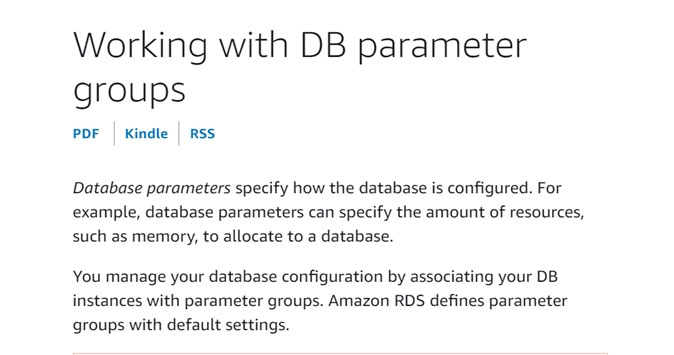 Working with DB parameter
groups
PDF Kindle RSS
Database parameters specify how the database is configured. For
example, database parameters can specify the amount of resources,
such as memory, to allocate to a database.
You manage your database configuration by associating your DB
instances with parameter groups. Amazon RDS defines parameter
groups with default settings.